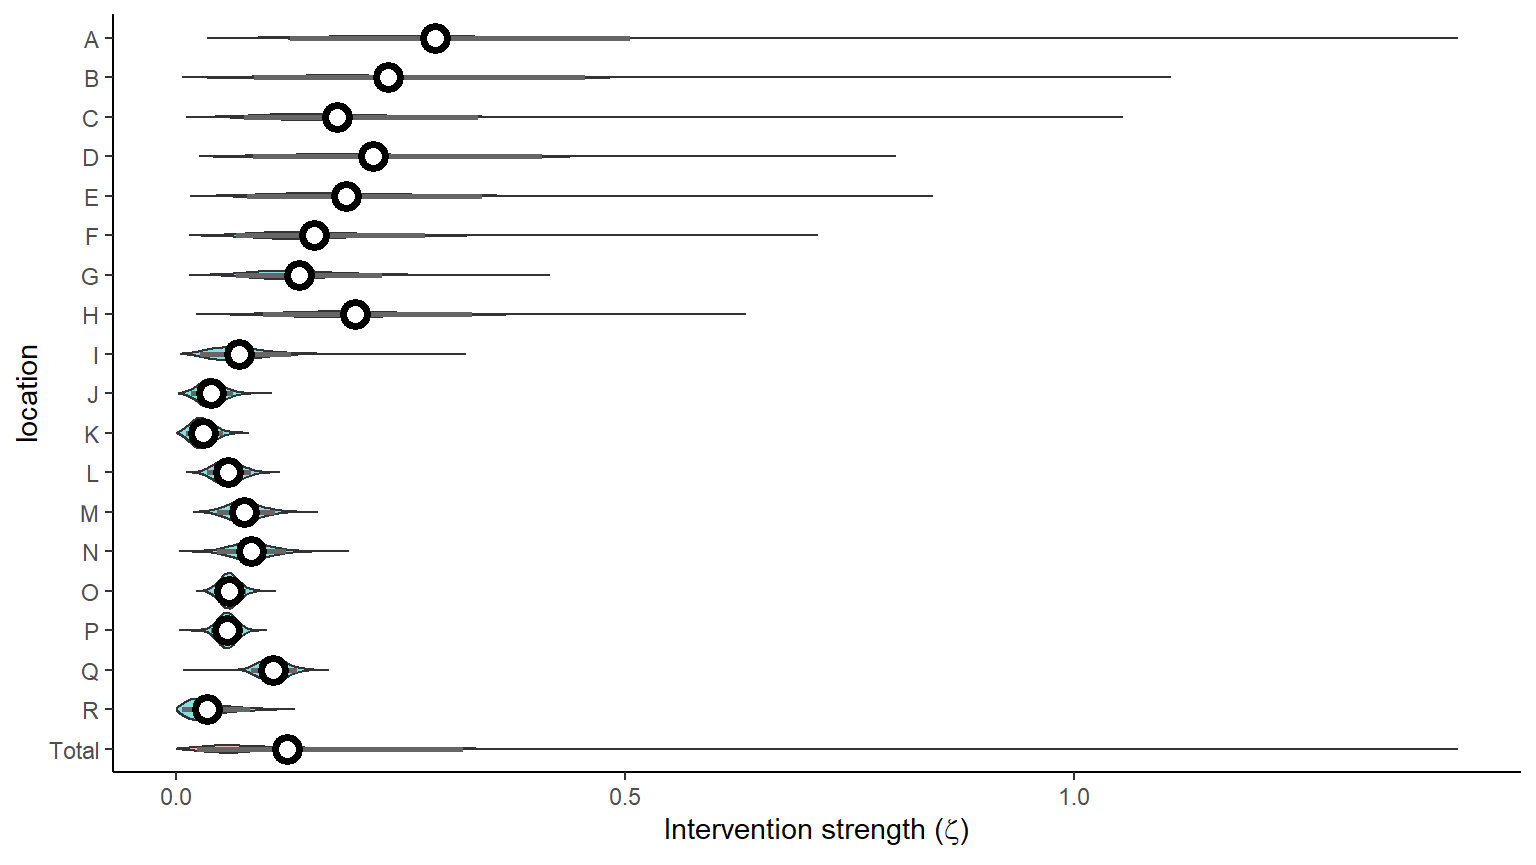 A
B
C
D
E
F
G
H
I
J
K
L
M
N
O
P
Q
R
Total
location
0.0 0.5 1.0
Intervention strength (ζ)